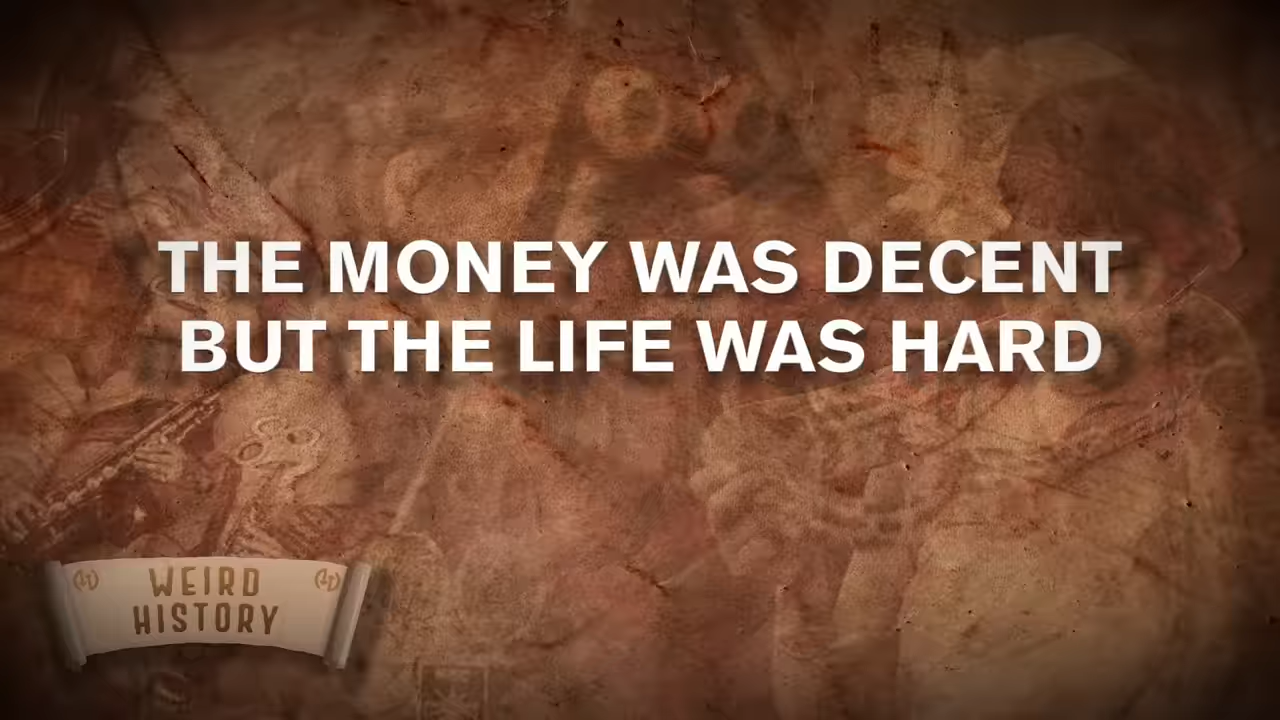 THE MONEY WAS DECENT
BUT THE LIFE WAS HARD
WEIRD
HISTORY